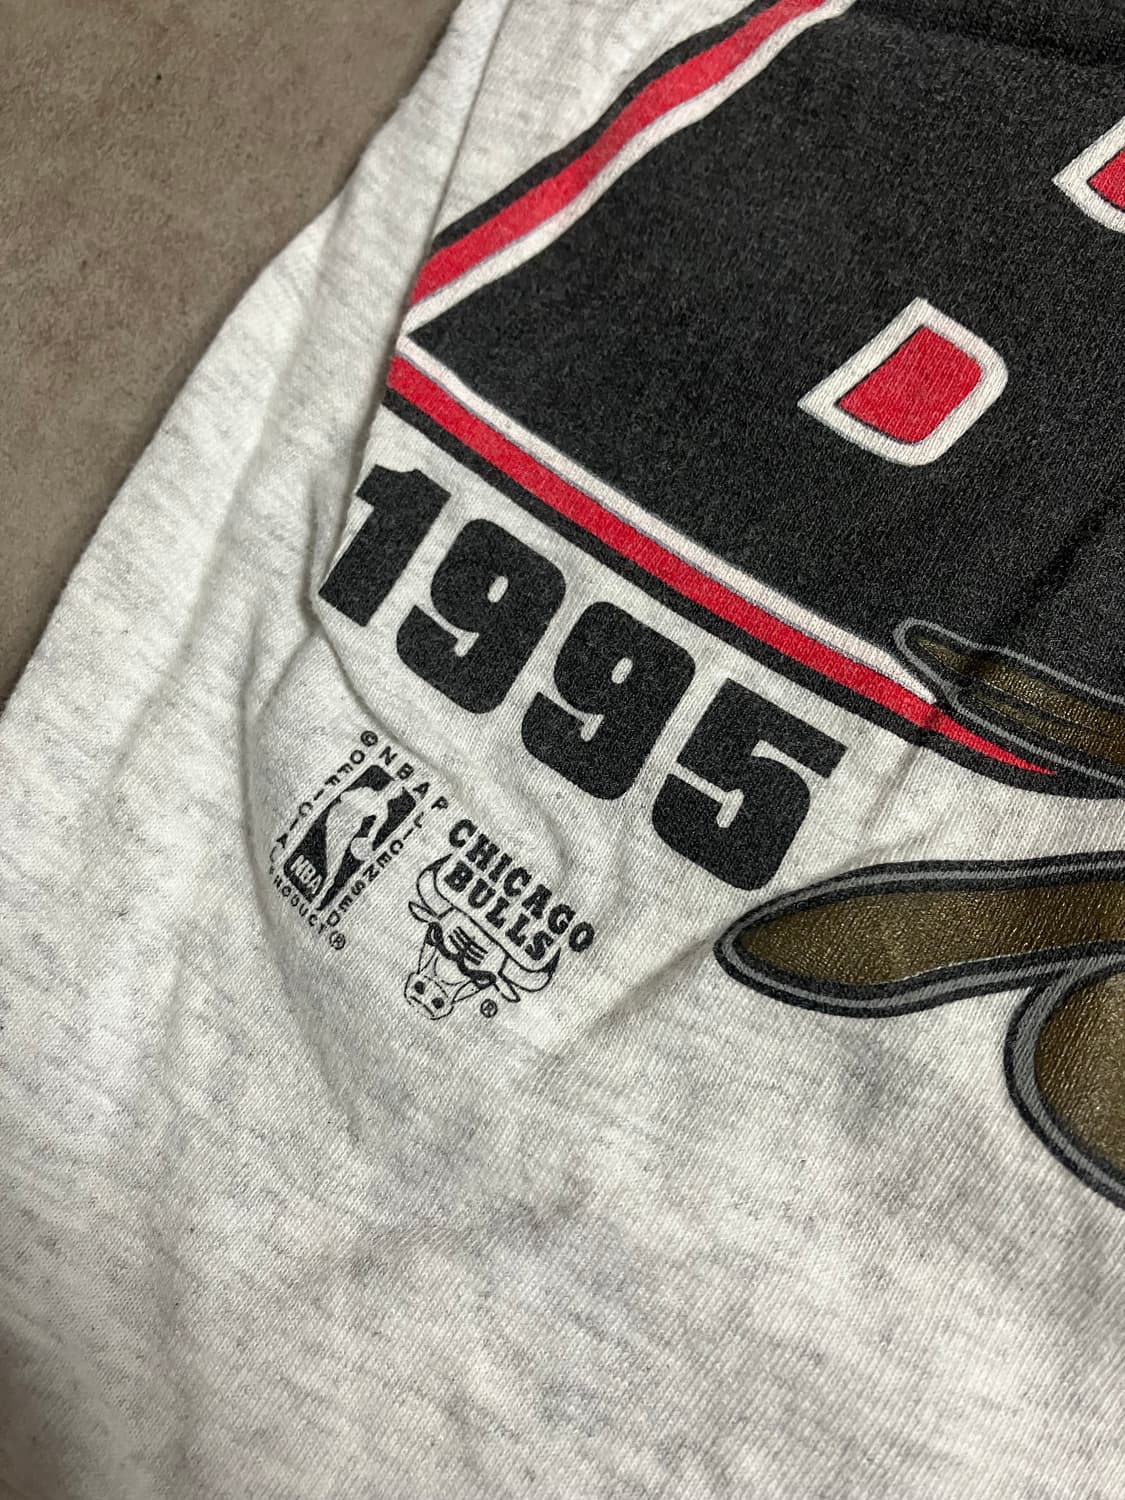 D
1995
© NBAP LICENSED
OFFICIAL PRODUCT ®
NBA
CHICAGO
BULLS
®